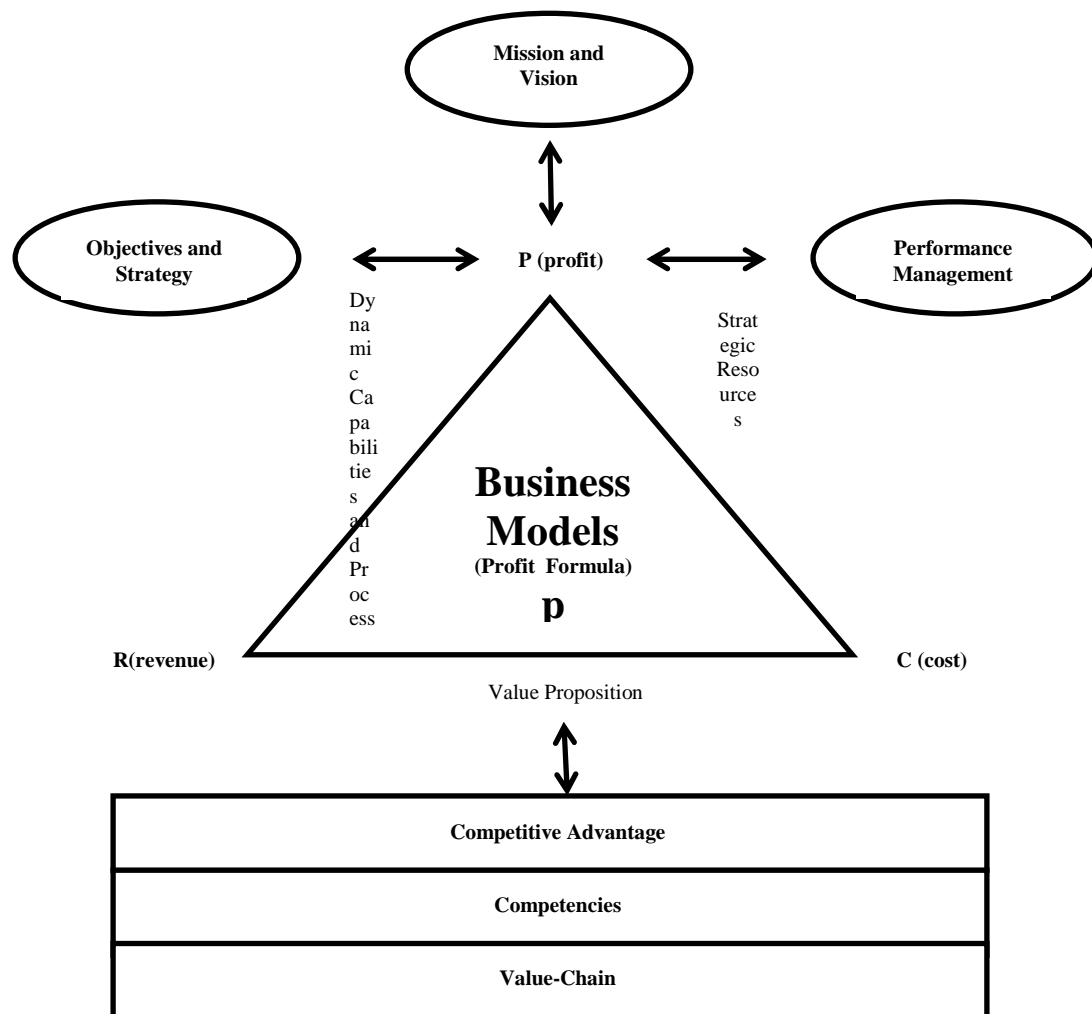 Mission and
Vision
Objectives and
Strategy
P (profit)
Performance
Management
Dy
na
mi
c
Ca
pa
bili
tie
s
an
d
Pr
oc
ess
Strat
egic
Reso
urce
s
Business
Models
(Profit Formula)
p
R(revenue)
C (cost)
Value Proposition
Competitive Advantage
Competencies
Value-Chain